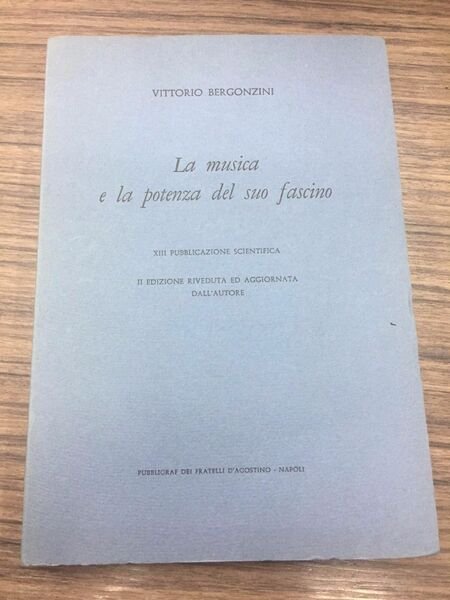 VITTORIO BERGONZINI
La musica
e la potenza del suo fascino
XIII PUBBLICAZIONE SCIENTIFICA
II EDIZIONE RIVEDUTA ED AGGIORNATA
DALL'AUTORE
PUBBLIGRAF DEI FRATELLI D'AGOSTINO - NAPOLI